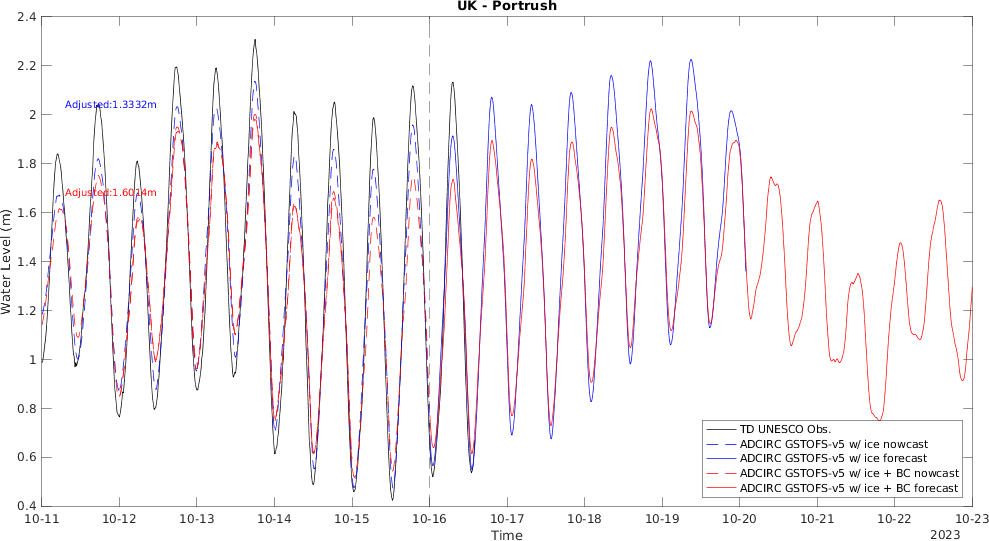 UK - Portrush
2.4
2.2
2
1.8
1.6
1.4
1.2
1
0.8
0.6
0.4
Water Level (m)
Adjusted:1.3332m
Adjusted:1.6014m
TD UNESCO Obs.
ADCIRC GSTOFS-v5 w/ ice nowcast
ADCIRC GSTOFS-v5 w/ ice forecast
ADCIRC GSTOFS-v5 w/ ice + BC nowcast
ADCIRC GSTOFS-v5 w/ ice + BC forecast
10-11 10-12 10-13 10-14 10-15 10-16 10-17 10-18 10-19 10-20 10-21 10-22 10-23
Time
2023